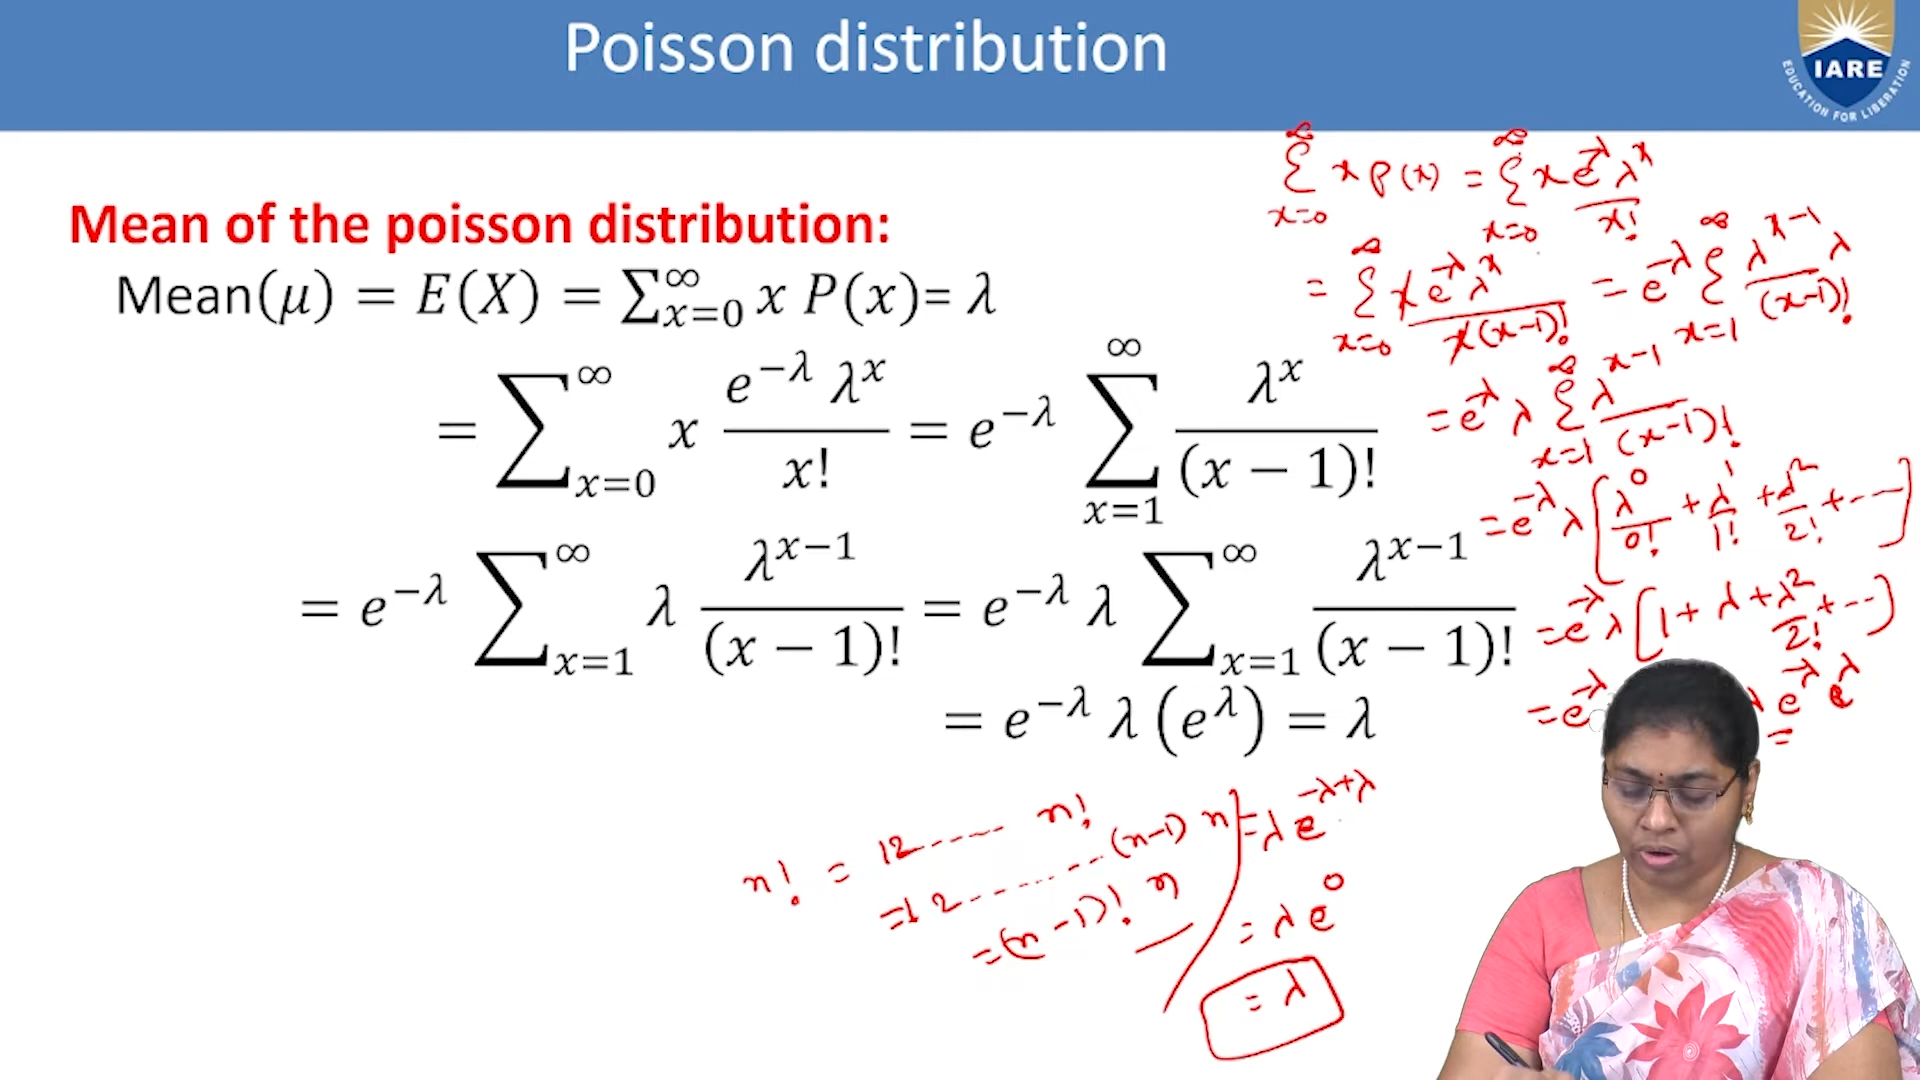 Poisson distribution
IARE
EDUCATION FOR LIBERATION
Mean of the poisson distribution:
Mean(μ) = E(X) = ∑_{x=0}^{∞} x P(x)= λ
= ∑_{x=0}^{∞} x (e^{−λ} λ^x)/(x!) = e^{−λ} ∑_{x=1}^{∞} λ^x/(x − 1)!
= e^{−λ} ∑_{x=1}^{∞} λ λ^{x−1}/(x − 1)! = e^{−λ} λ ∑_{x=1}^{∞} λ^{x−1}/(x − 1)!
= e^{−λ} λ (e^λ) = λ
∑_{x=0}^{∞} x P(x) = ∑_{x=0}^{∞} x e^{−λ} λ^x/x!
= ∑_{x=0}^{∞} x e^{−λ} λ^x/x(x−1)! = e^{−λ} ∑_{x=1}^{∞} λ^{x−1} λ/(x−1)!
= e^{−λ} λ ∑_{x=1}^{∞} λ^{x−1}/(x−1)!
= e^{−λ} λ [λ^0/0! + λ^1/1! + λ^2/2! + ----]
= e^{−λ} λ [1 + λ + λ^2/2! + ---]
= e^{−λ} λ e^{−λ} e^λ
=
n! = 12 ----- n!
= 1 2 ------- (n−1) n
= (n−1)! n
= λ e^{−λ+λ}
= λ e^0
= λ